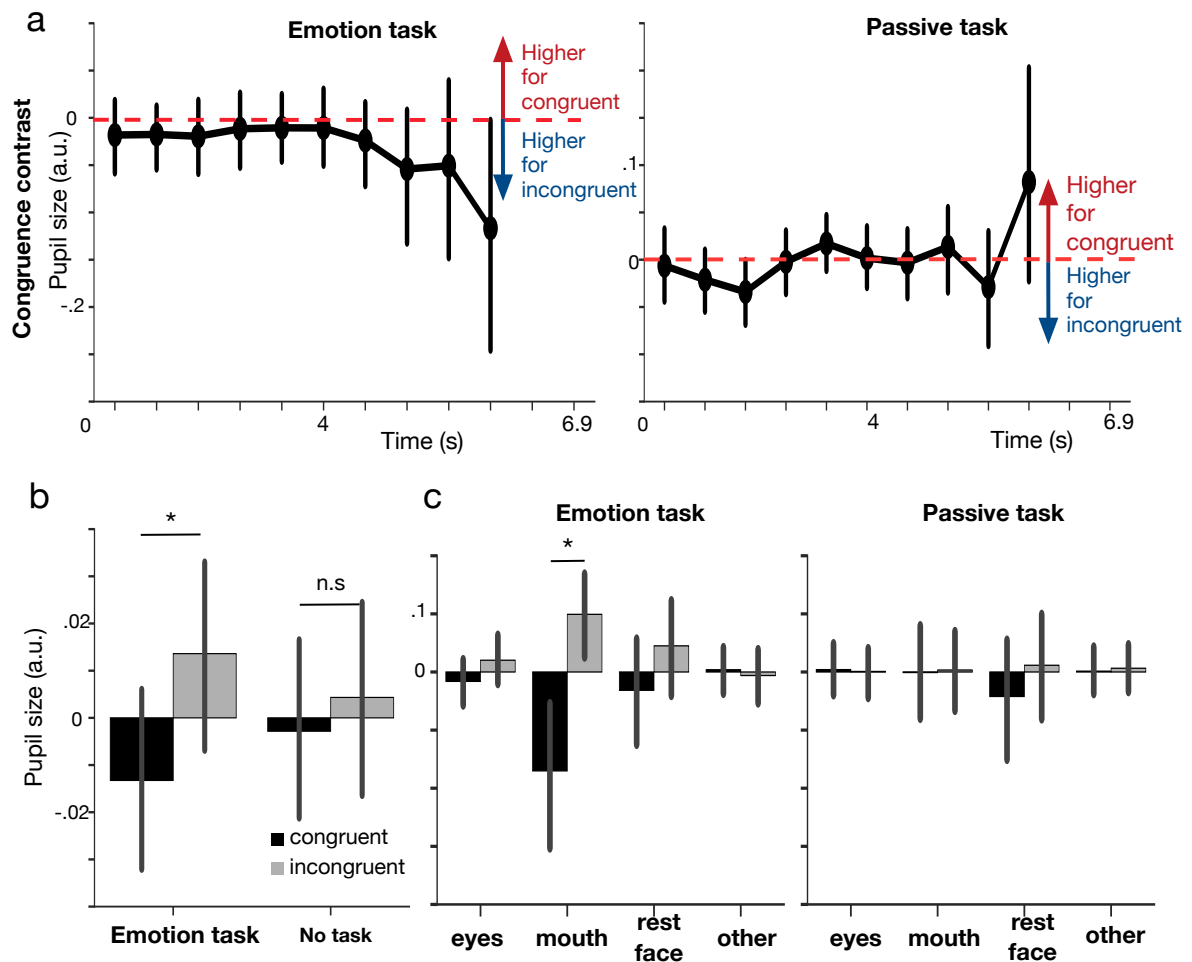 a
Emotion task
Passive task
Higher
for
congruent
Higher
for
incongruent
Higher
for
congruent
Higher
for
incongruent
Congruence contrast
Pupil size (a.u.)
0
-.2
.1
0
0
4
6.9
Time (s)
0
4
6.9
Time (s)
b
*
n.s
Pupil size (a.u.)
.02
0
-.02
congruent
incongruent
Emotion task
No task
c
Emotion task
Passive task
*
.1
0
eyes
mouth
rest
face
other
eyes
mouth
rest
face
other